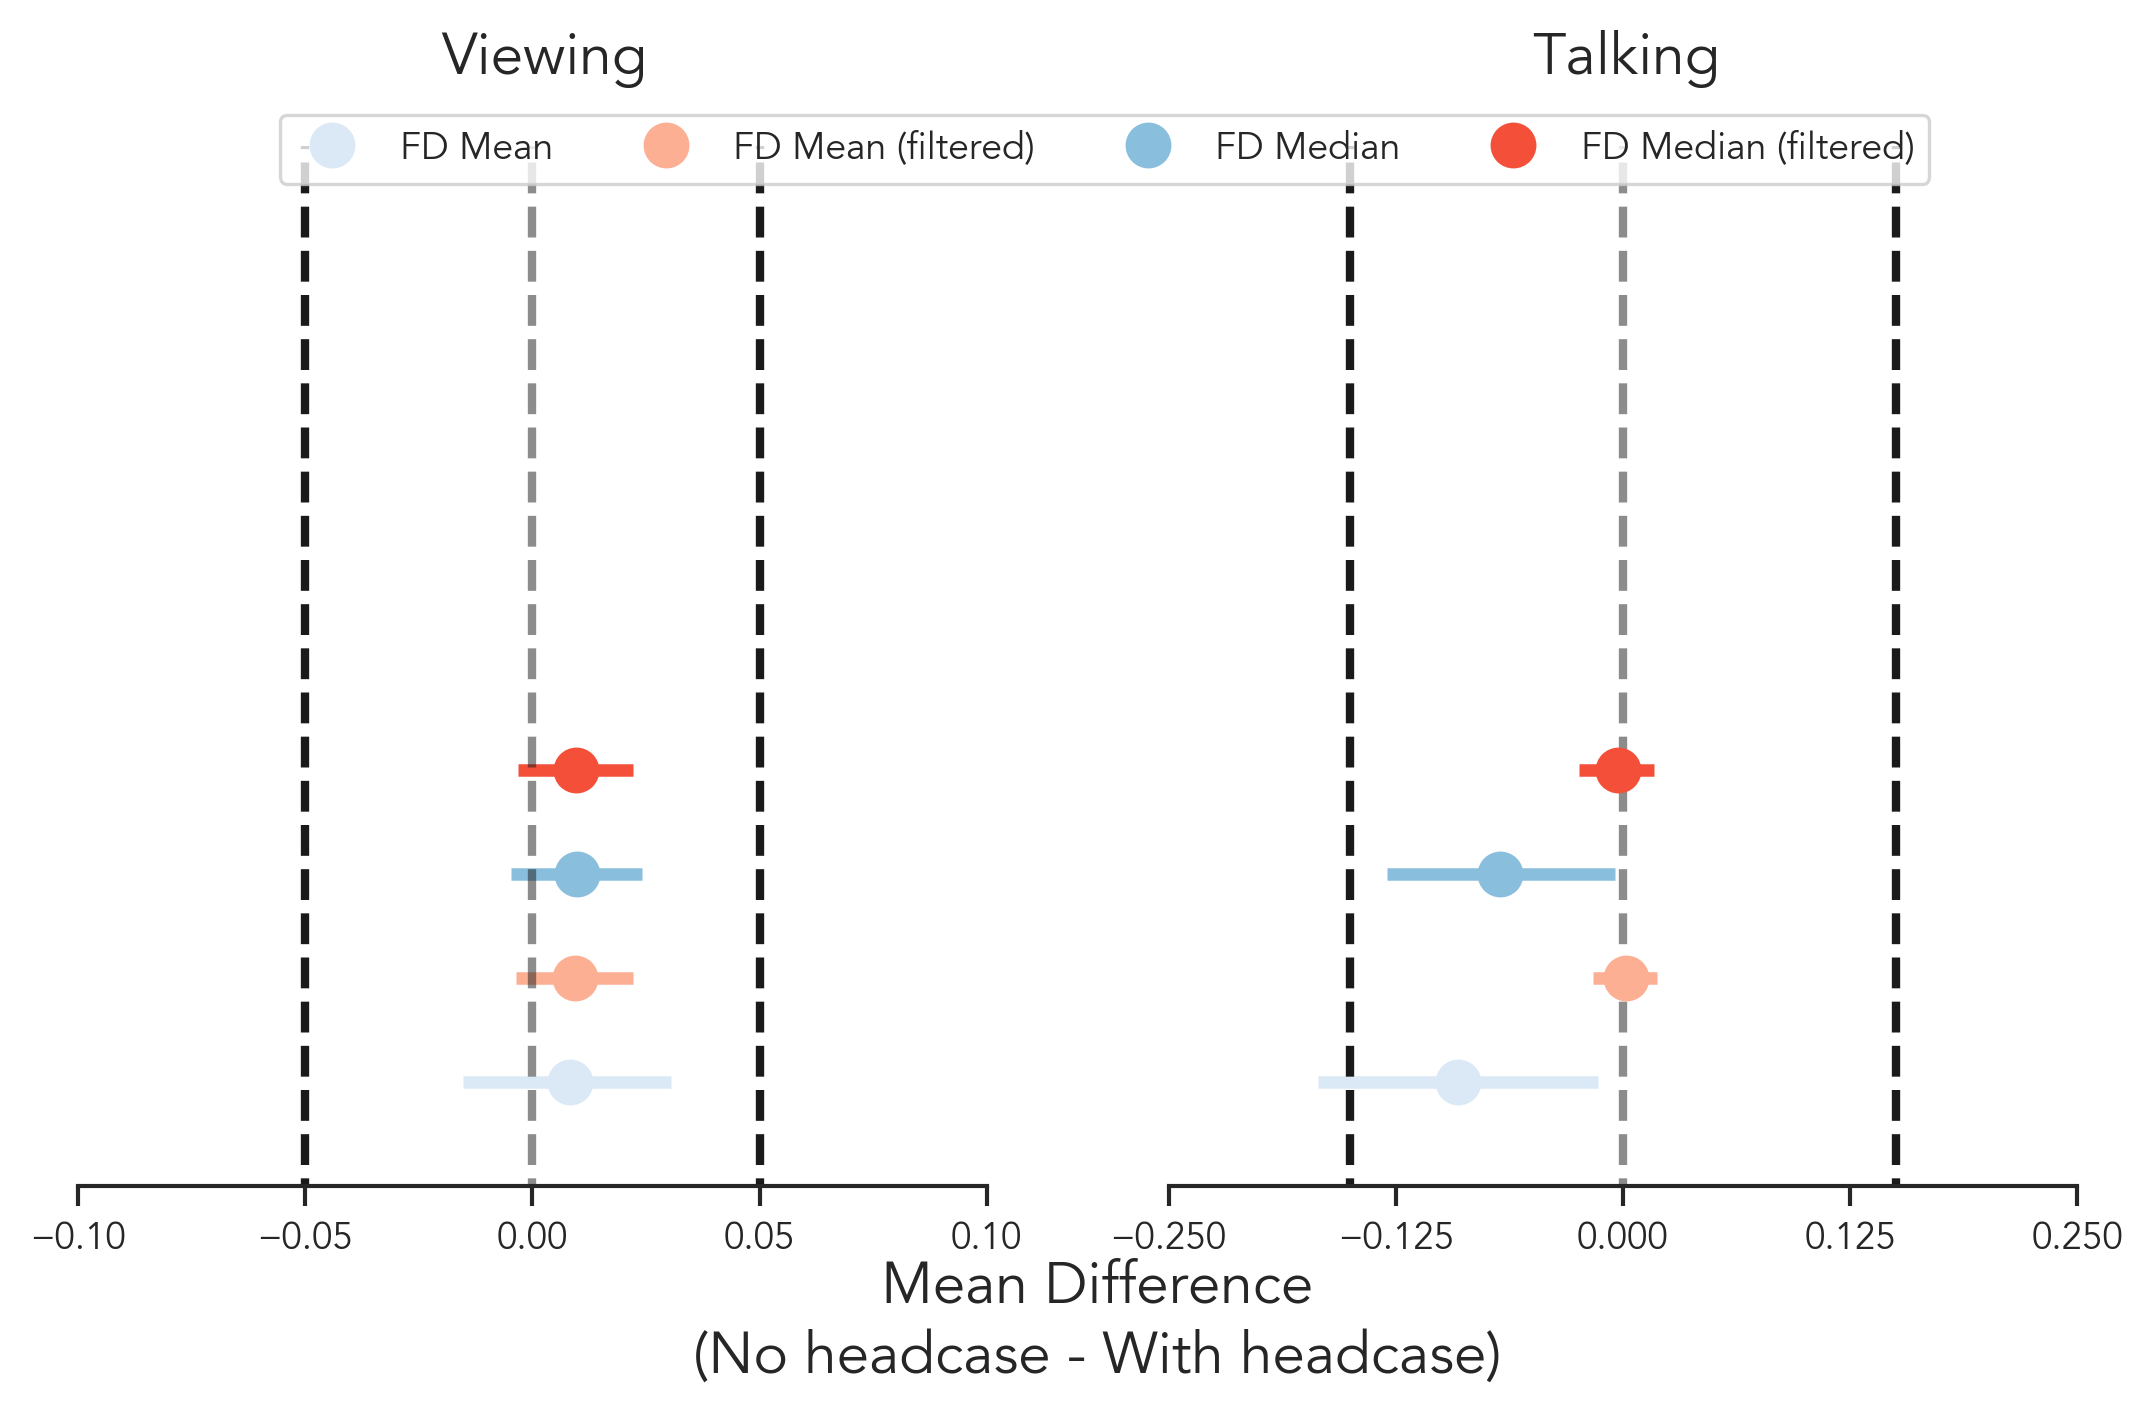 Viewing Talking
FD Mean FD Mean (filtered) FD Median FD Median (filtered)
−0.10 −0.05 0.00 0.05 0.10 −0.250 −0.125 0.000 0.125 0.250
Mean Difference
(No headcase - With headcase)